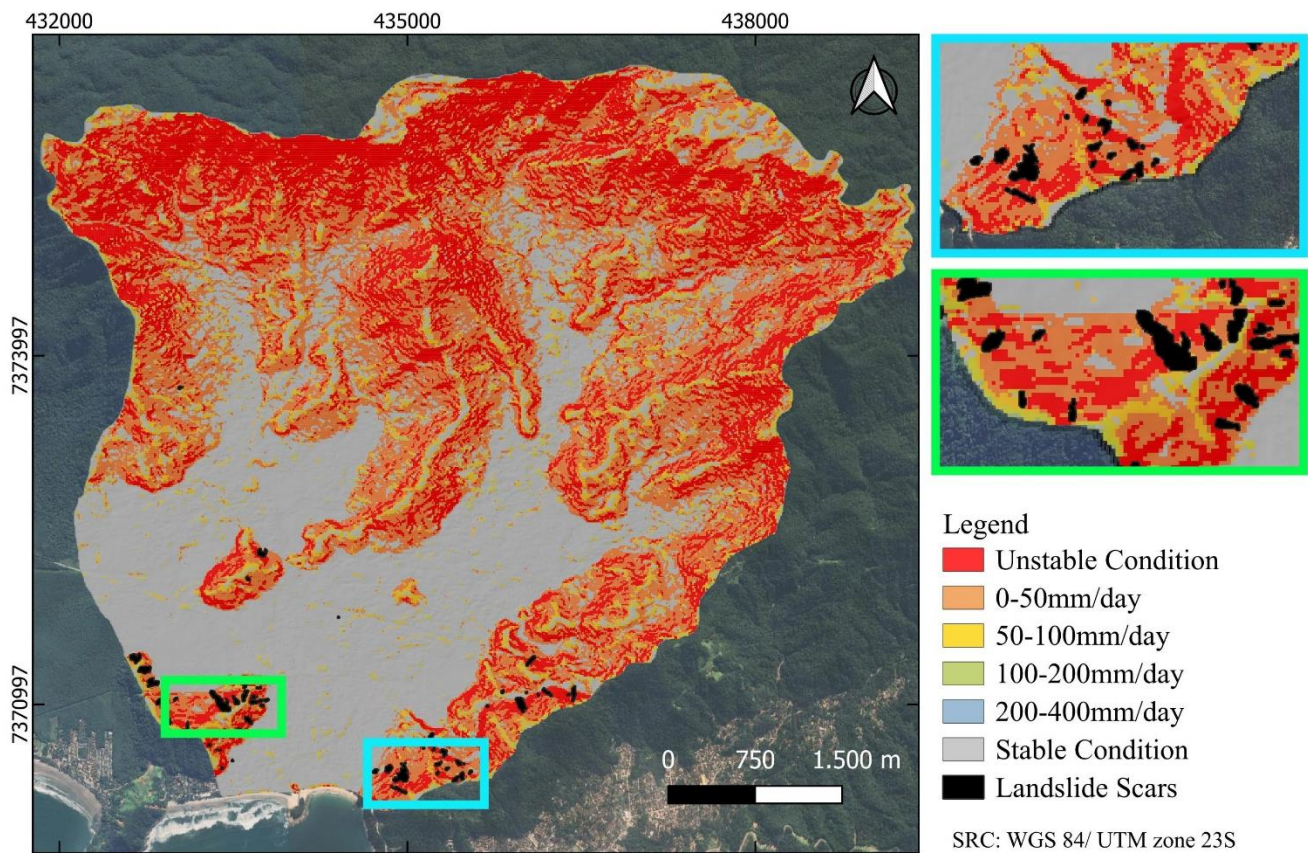 432000
435000
438000
7373997
7370997
0 750 1.500 m
Legend
Unstable Condition
0-50mm/day
50-100mm/day
100-200mm/day
200-400mm/day
Stable Condition
Landslide Scars
SRC: WGS 84/ UTM zone 23S